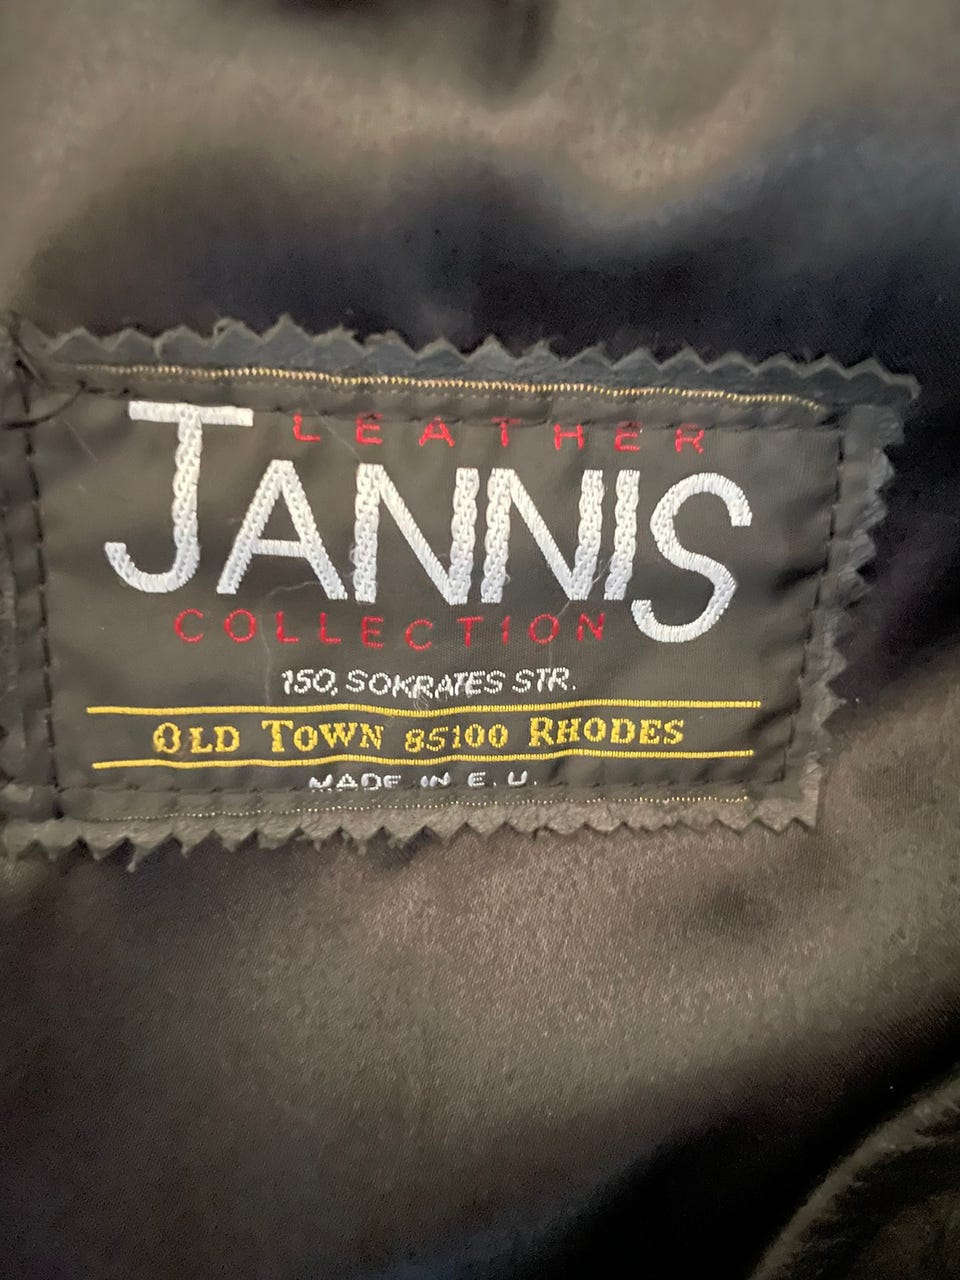 LEATHER
JANNIS
COLLECTION
150, SOKRATES STR.
OLD TOWN 85100 RHODES
MADE IN E. U.